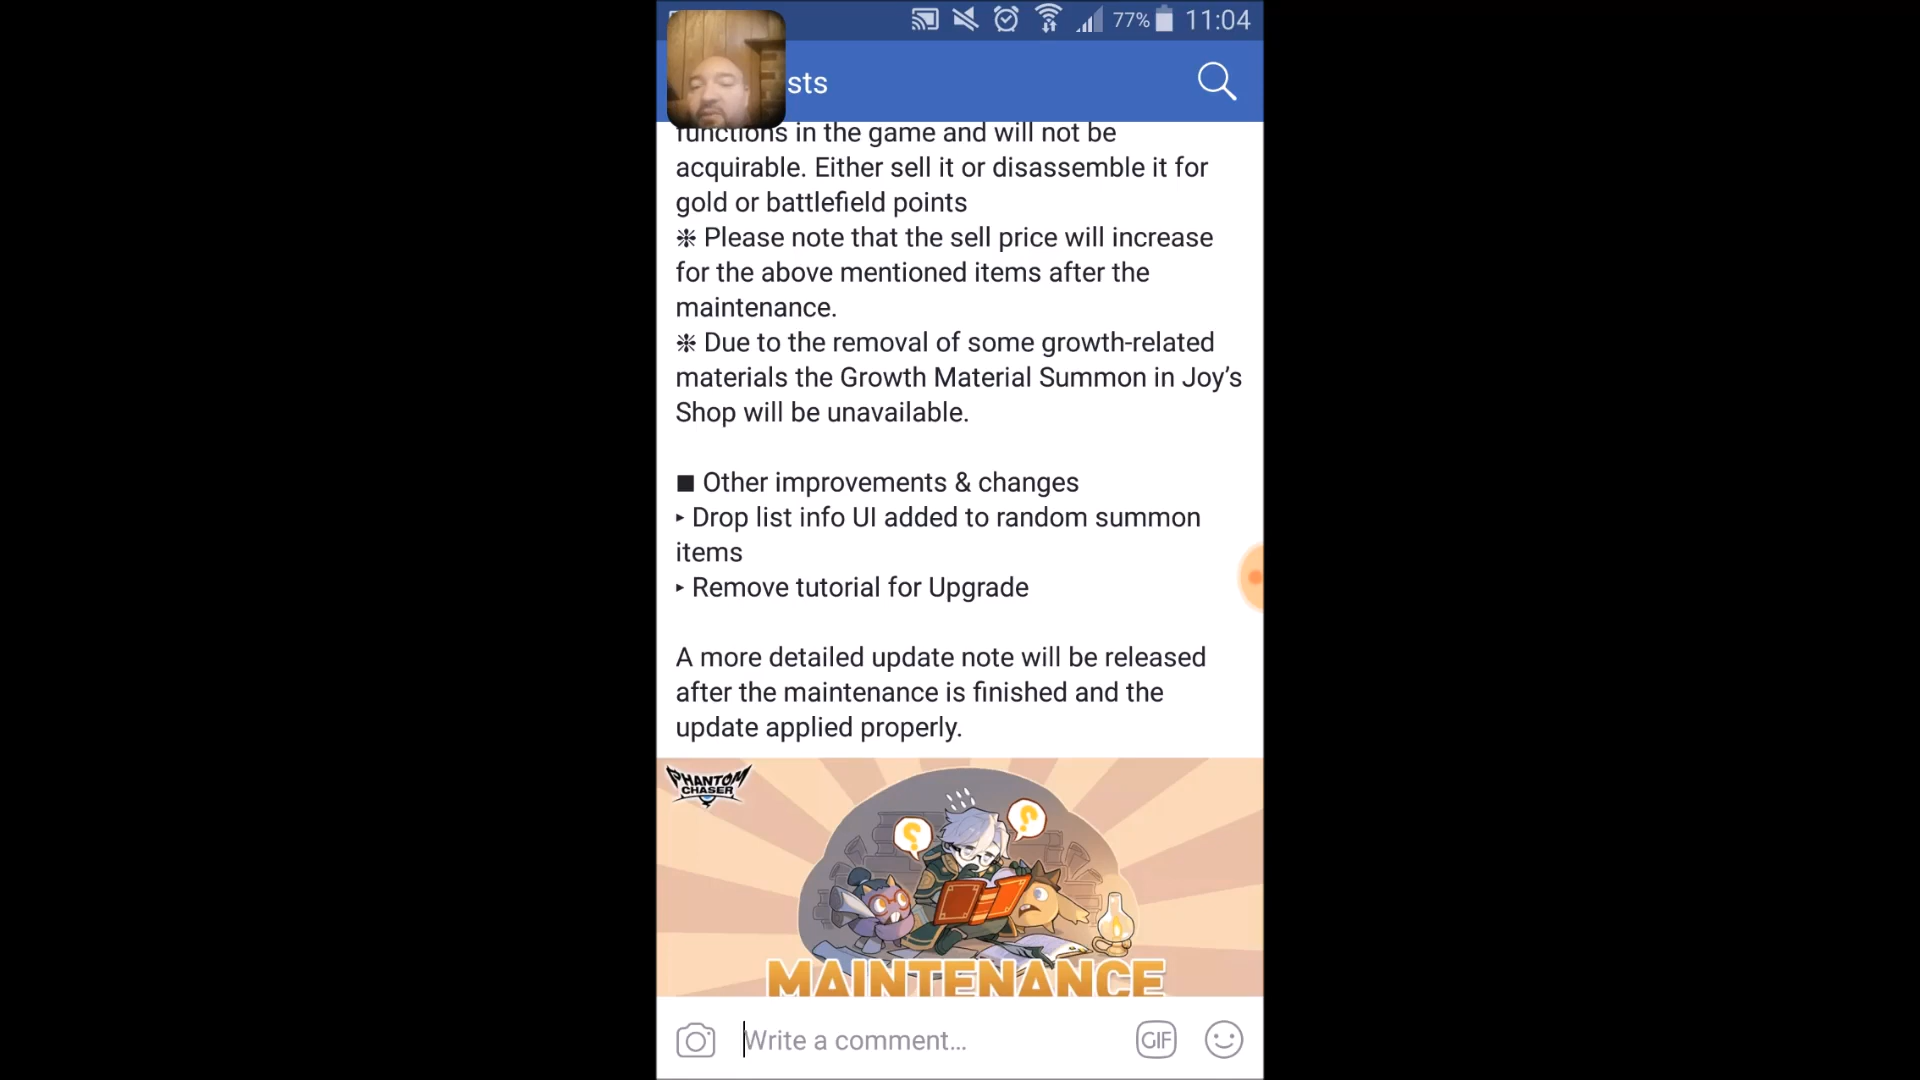 77% 11:04
sts
functions in the game and will not be
acquirable. Either sell it or disassemble it for
gold or battlefield points
❈ Please note that the sell price will increase
for the above mentioned items after the
maintenance.
❈ Due to the removal of some growth-related
materials the Growth Material Summon in Joy’s
Shop will be unavailable.
■ Other improvements & changes
‣ Drop list info UI added to random summon
items
‣ Remove tutorial for Upgrade
A more detailed update note will be released
after the maintenance is finished and the
update applied properly.
PHANTOM
CHASER
? ?
MAINTENANCE
Write a comment...
GIF